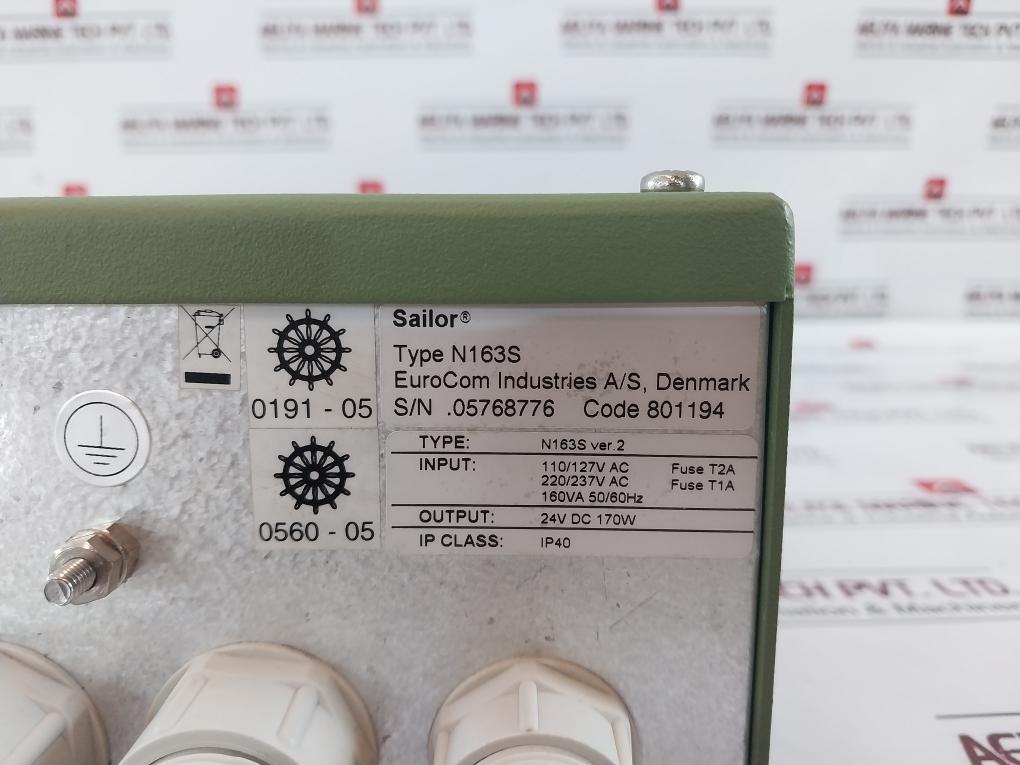 Sailor®
Type N163S
EuroCom Industries A/S, Denmark
S/N .05768776 Code 801194
0191 - 05
0560 - 05
TYPE: N163S ver.2
INPUT: 110/127V AC Fuse T2A
220/237V AC Fuse T1A
160VA 50/60Hz
OUTPUT: 24V DC 170W
IP CLASS: IP40